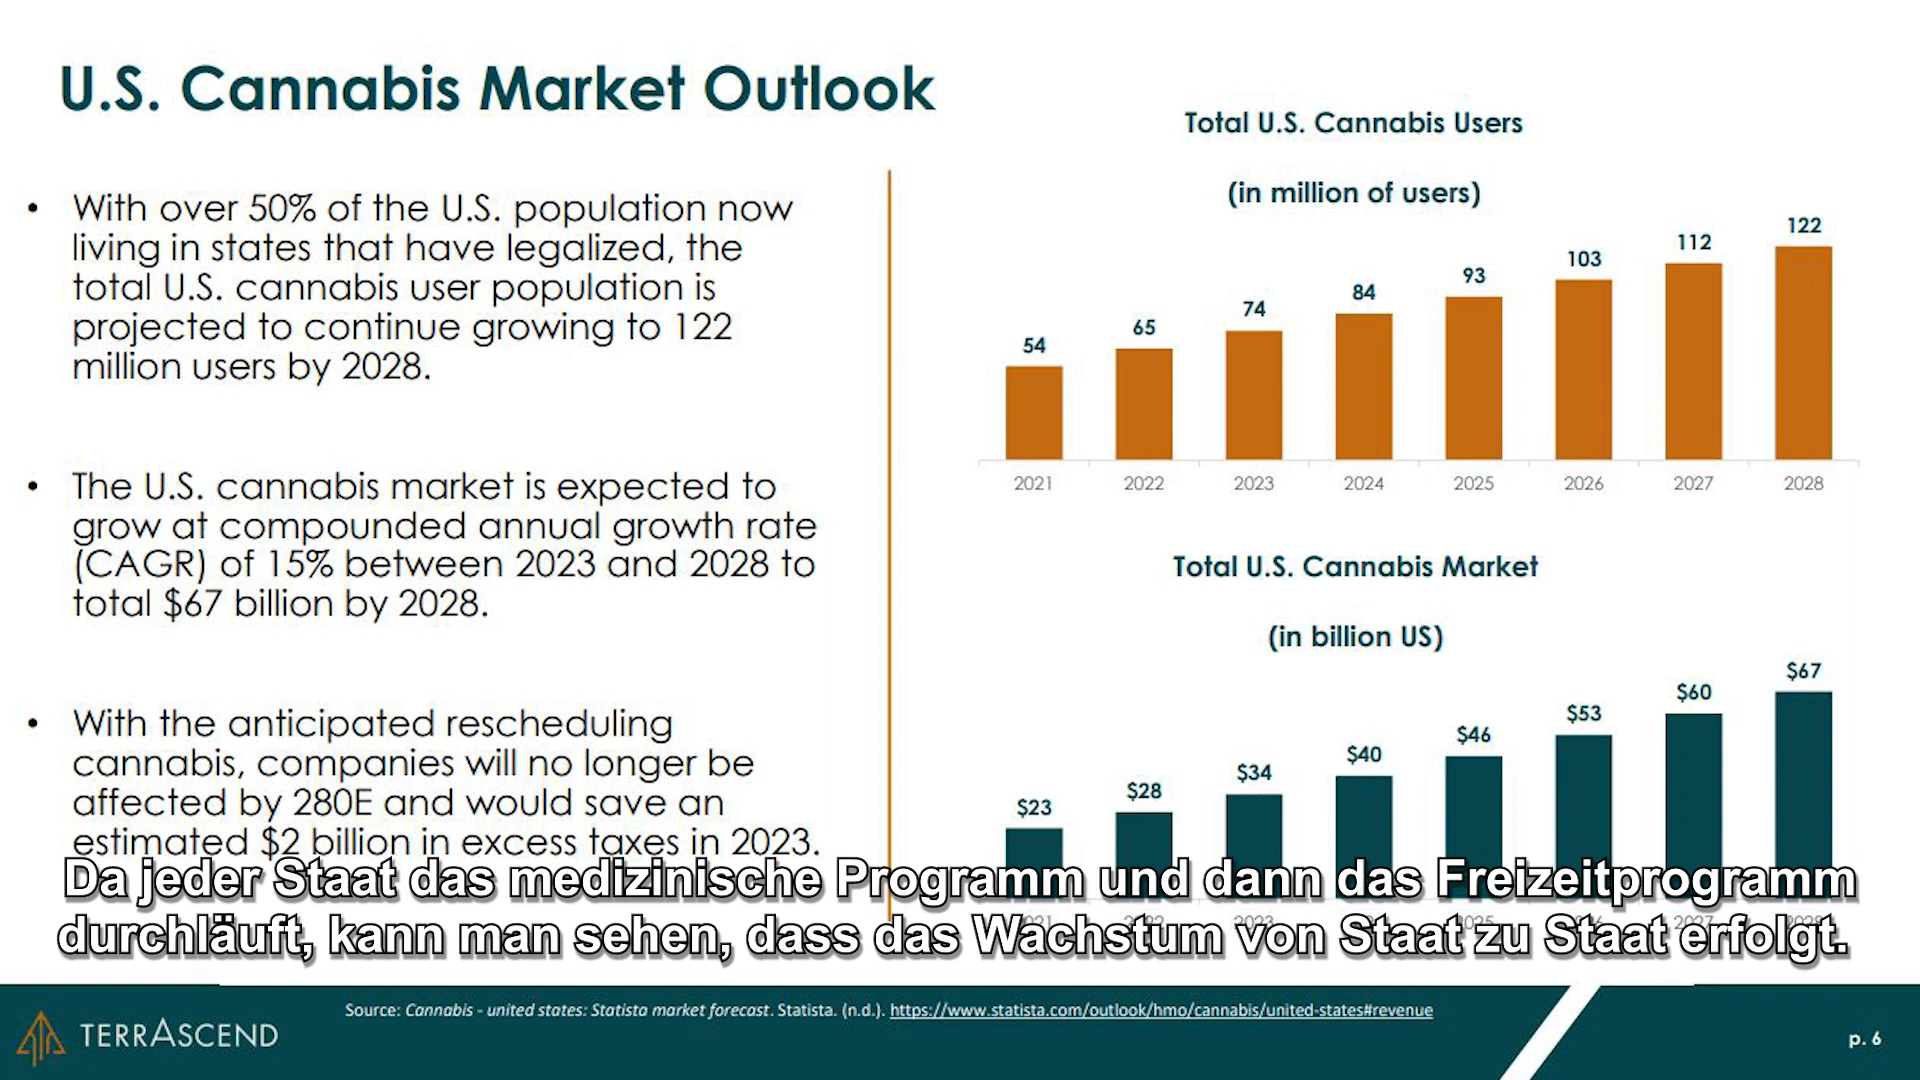 U.S. Cannabis Market Outlook
• With over 50% of the U.S. population now
living in states that have legalized, the
total U.S. cannabis user population is
projected to continue growing to 122
million users by 2028.
• The U.S. cannabis market is expected to
grow at compounded annual growth rate
(CAGR) of 15% between 2023 and 2028 to
total $67 billion by 2028.
• With the anticipated rescheduling
cannabis, companies will no longer be
affected by 280E and would save an
estimated $2 billion in excess taxes in 2023.
Total U.S. Cannabis Users
(in million of users)
54 65 74 84 93 103 112 122
2021 2022 2023 2024 2025 2026 2027 2028
Total U.S. Cannabis Market
(in billion US)
$23 $28 $34 $40 $46 $53 $60 $67
Da jeder Staat das medizinische Programm und dann das Freizeitprogramm
durchläuft, kann man sehen, dass das Wachstum von Staat zu Staat erfolgt.
Source: Cannabis - united states: Statista market forecast. Statista. (n.d.). https://www.statista.com/outlook/hmo/cannabis/united-states#revenue
TERRASCEND
p. 6